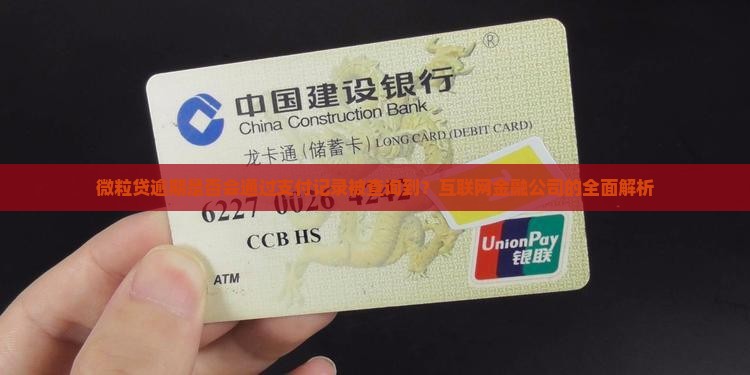 ®
中国建设银行
China Construction Bank
龙卡通(储蓄卡) LONG CARD (DEBIT CARD)
微粒贷逾期 会通过支付记录被查询到？互联网金融公司的全面解析
6227 0026 4242
CCB HS
UnionPay
银联
ATM